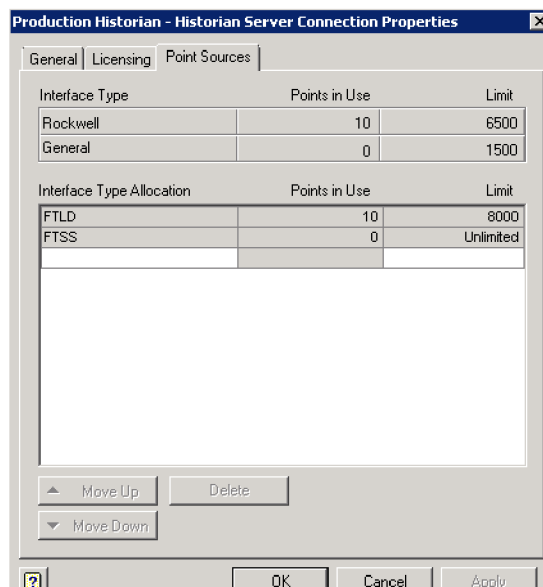 Production Historian - Historian Server Connection Properties
General Licensing Point Sources
Interface Type Points in Use Limit
Rockwell 10 6500
General 0 1500
Interface Type Allocation Points in Use Limit
FTLD 10 8000
FTSS 0 Unlimited
Move Up Delete
Move Down
? OK Cancel Apply